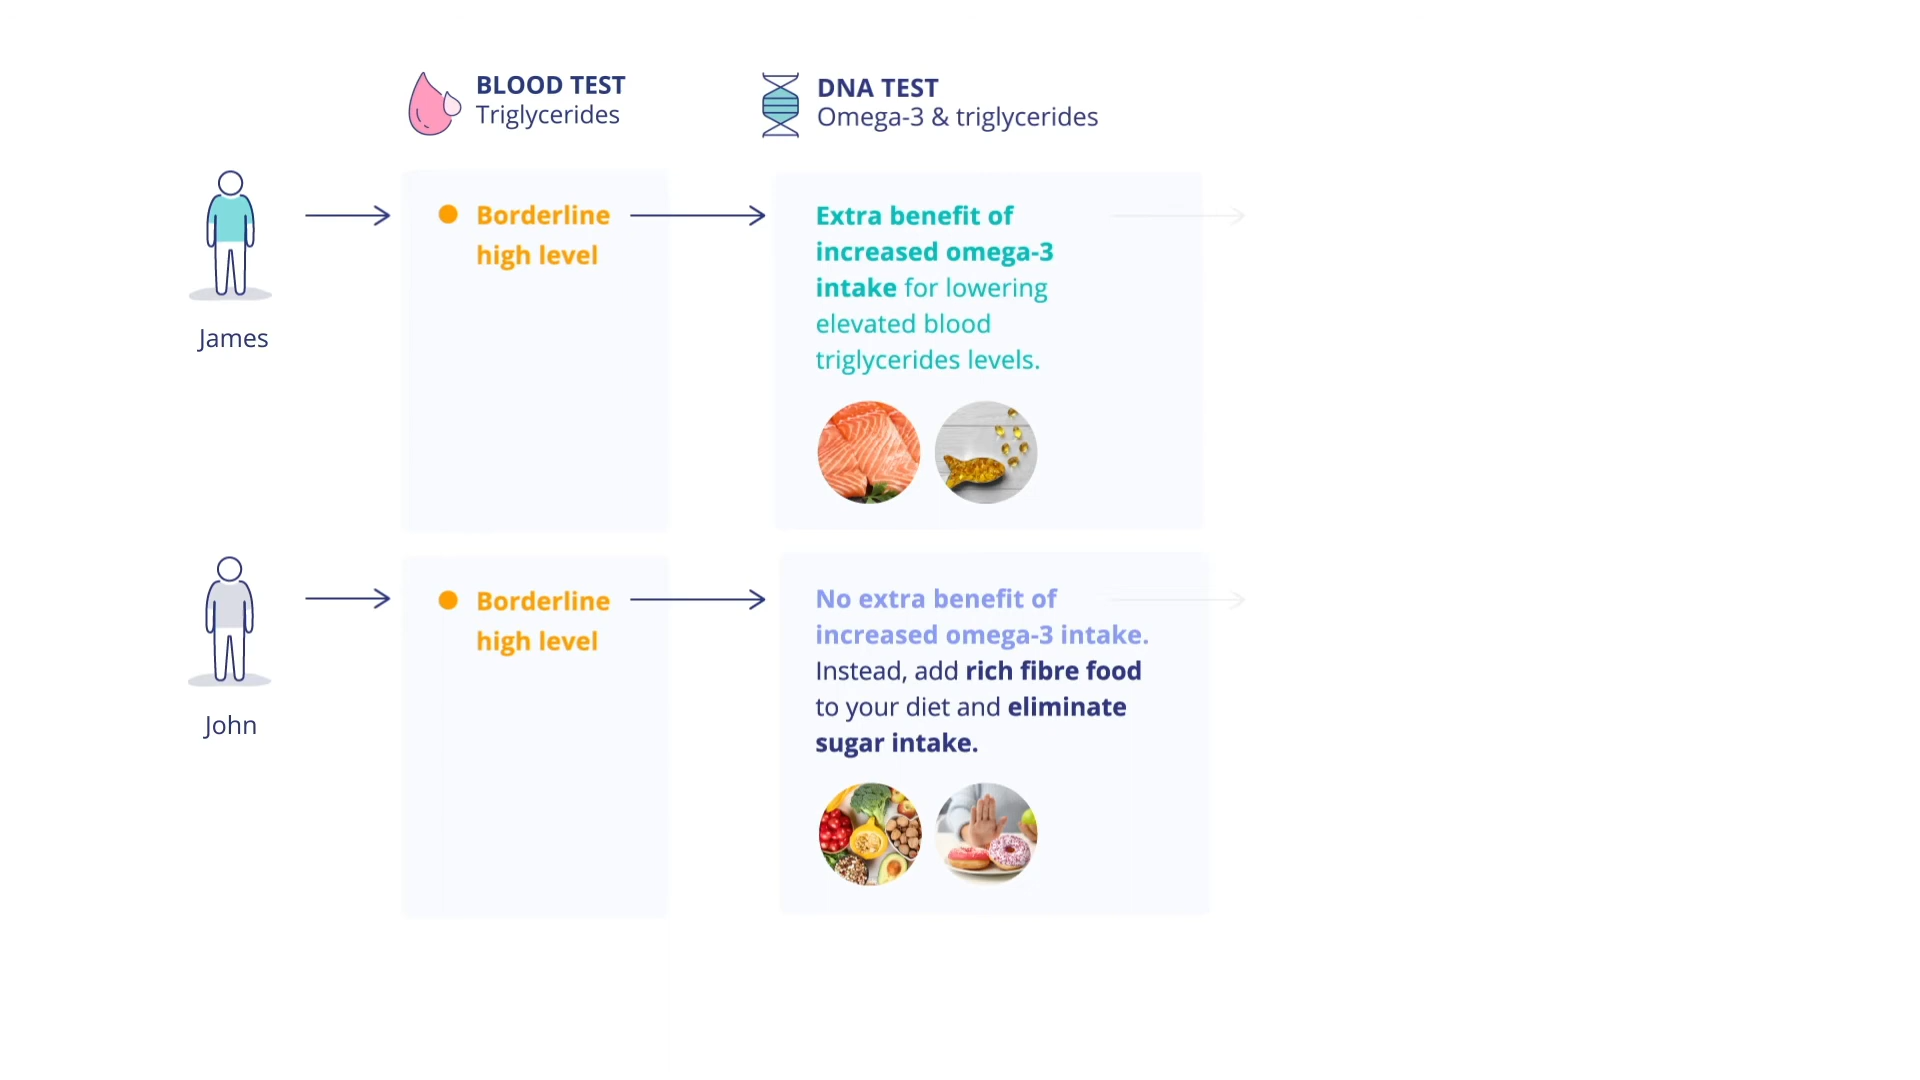 BLOOD TEST
Triglycerides
DNA TEST
Omega-3 & triglycerides
James
Borderline
high level
Extra benefit of
increased omega-3
intake for lowering
elevated blood
triglycerides levels.
John
Borderline
high level
No extra benefit of
increased omega-3 intake.
Instead, add rich fibre food
to your diet and eliminate
sugar intake.